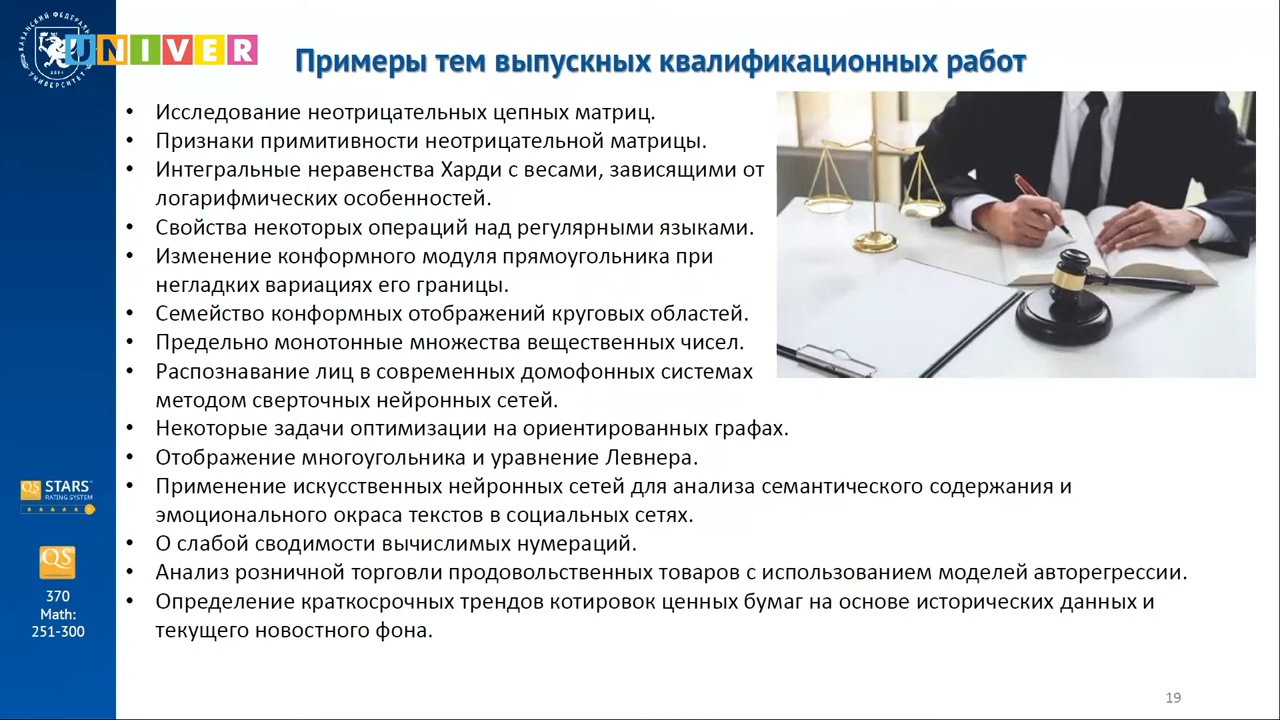 КАЗАНСКИЙ ФЕДЕРАЛЬНЫЙ УНИВЕРСИТЕТ
1804
UNIVER
Примеры тем выпускных квалификационных работ
• Исследование неотрицательных цепных матриц.
• Признаки примитивности неотрицательной матрицы.
• Интегральные неравенства Харди с весами, зависящими от
логарифмических особенностей.
• Свойства некоторых операций над регулярными языками.
• Изменение конформного модуля прямоугольника при
негладких вариациях его границы.
• Семейство конформных отображений круговых областей.
• Предельно монотонные множества вещественных чисел.
• Распознавание лиц в современных домофонных системах
методом сверточных нейронных сетей.
• Некоторые задачи оптимизации на ориентированных графах.
• Отображение многоугольника и уравнение Левнера.
• Применение искусственных нейронных сетей для анализа семантического содержания и
эмоционального окраса текстов в социальных сетях.
• О слабой сводимости вычислимых нумераций.
• Анализ розничной торговли продовольственных товаров с использованием моделей авторегрессии.
• Определение краткосрочных трендов котировок ценных бумаг на основе исторических данных и
текущего новостного фона.
QS STARS
RATING SYSTEM
QS
370
Math:
251-300
19